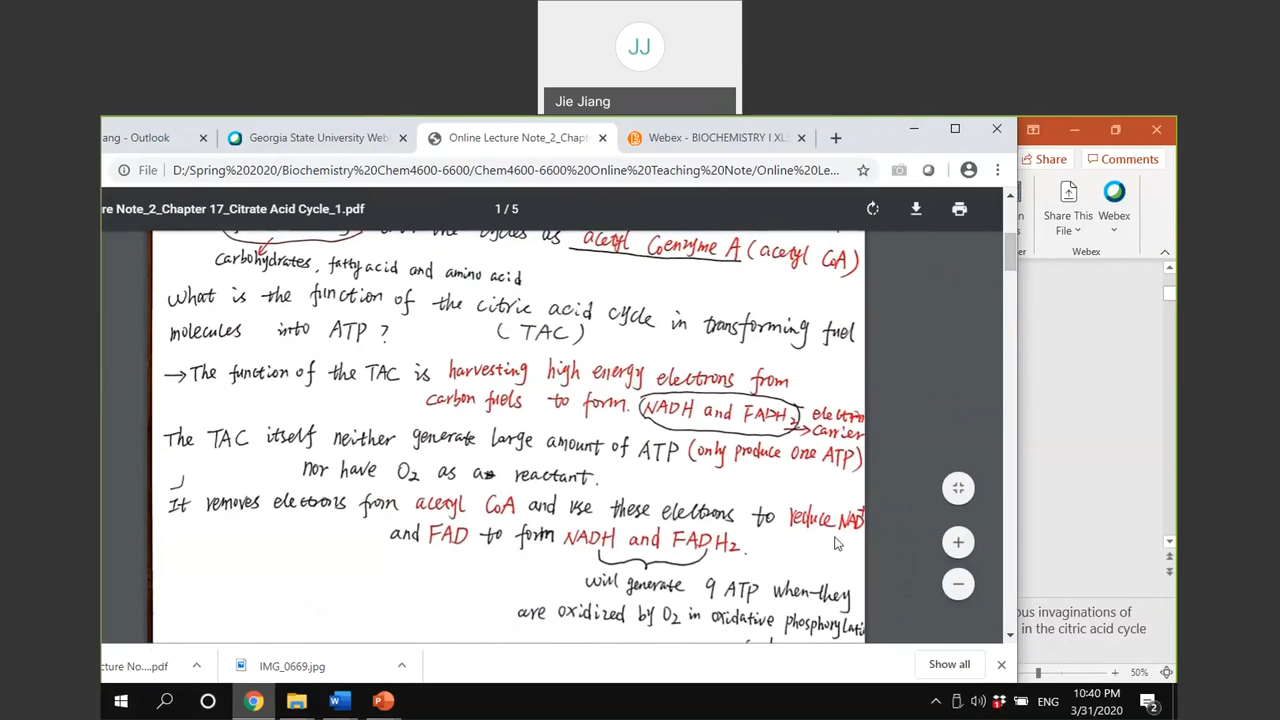 JJ
Jie Jiang
ang - Outlook
Georgia State University Web
Online Lecture Note_2_Chapt
Webex - BIOCHEMISTRY I XLS
File
D:/Spring%202020/Biochemistry%20Chem4600-6600/Chem4600-6600%20Online%20Teaching%20Note/Online%20Le...
re Note_2_Chapter 17_Citrate Acid Cycle_1.pdf
1 / 5
the cycles as acetyl Coenzyme A (acetyl CoA)
carbohydrates, fatty acid and amino acid
What is the function of the citric acid cycle in transforming fuel
molecules into ATP? (TAC)
→ The function of the TAC is harvesting high energy electrons from
carbon fuels to form. NADH and FADH2 → electron
carrier
The TAC itself neither generate large amount of ATP (only produce one ATP)
nor have O2 as a reactant.
It removes electrons from acetyl CoA and use these electrons to reduce NAD+
and FAD to form NADH and FADH2.
will generate 9 ATP when they
are oxidized by O2 in oxidative phosphorylati
cture No....pdf
IMG_0669.jpg
Show all
Share
Comments
Share This
File
Webex
Webex
ous invaginations of
in the citric acid cycle
50%
ENG
10:40 PM
3/31/2020
2